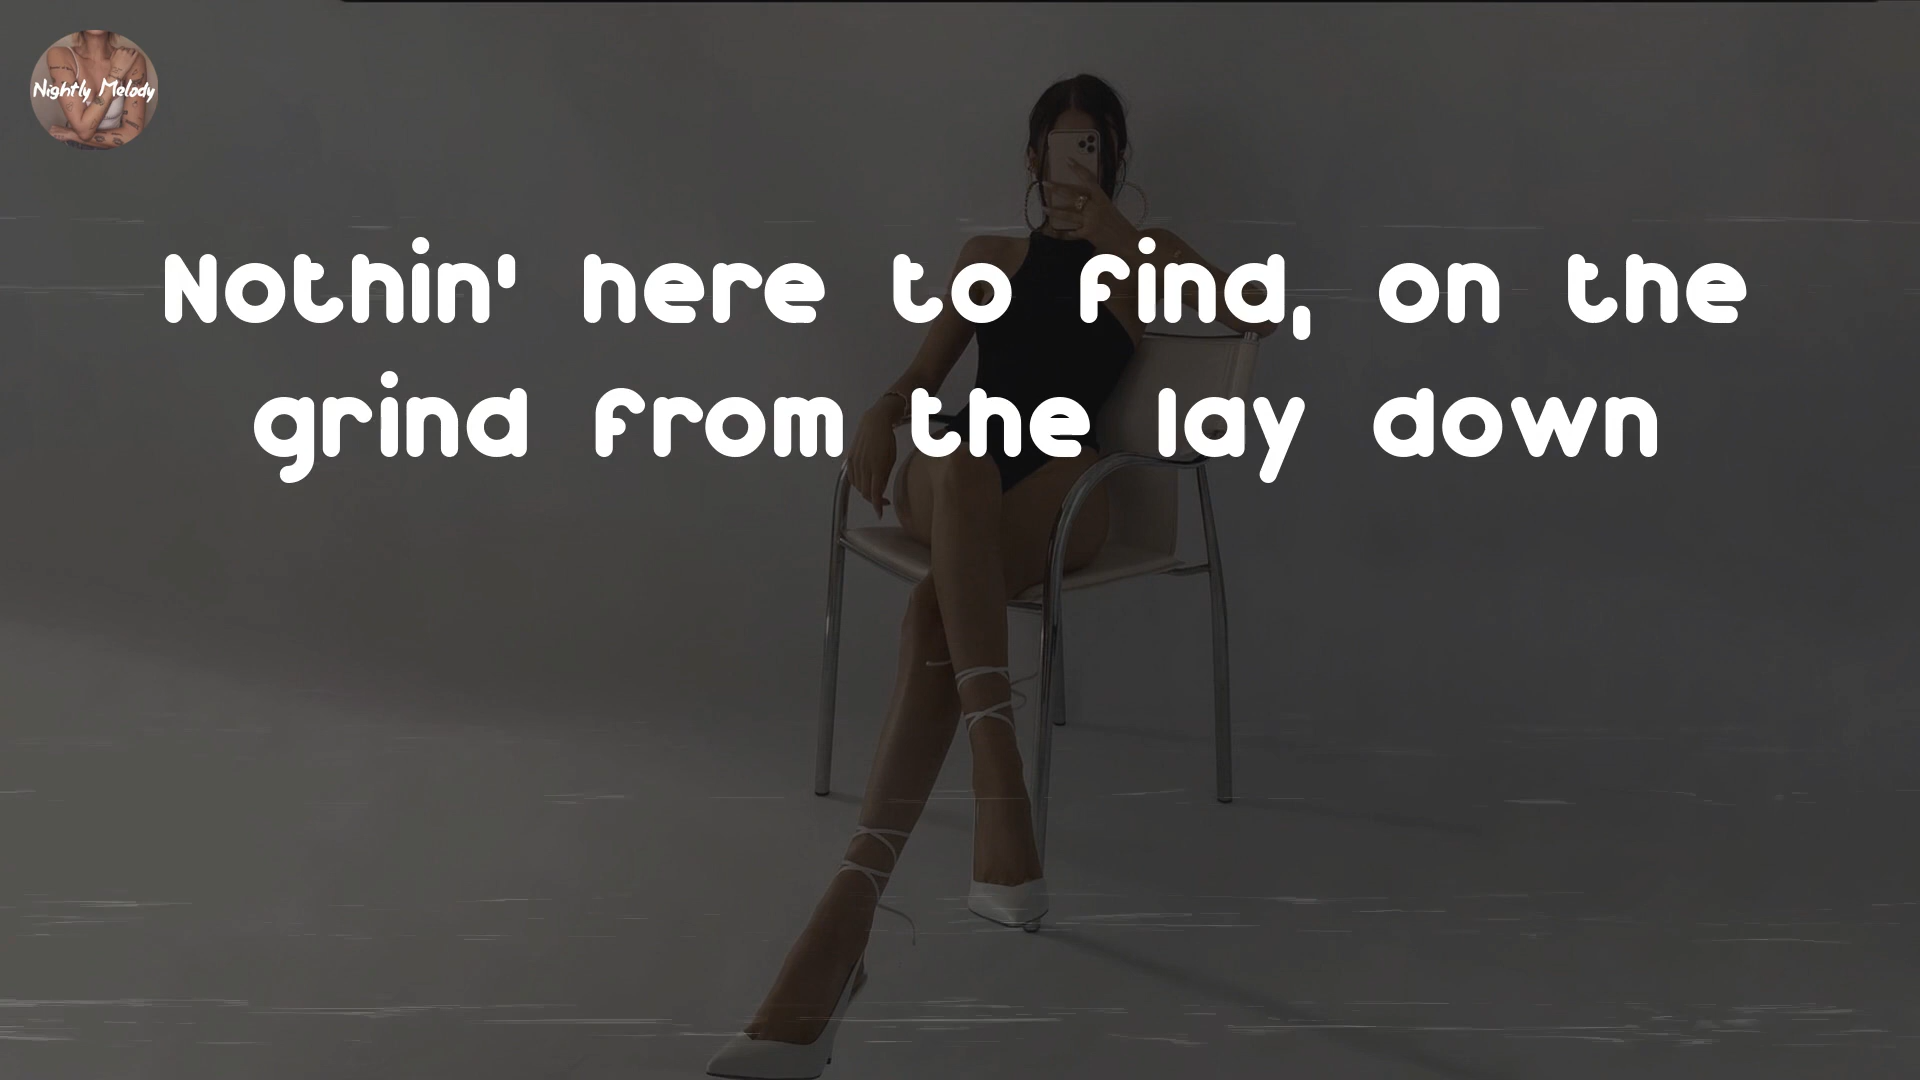 Nightly Melody
Nothin' here to find, on the
grind from the lay down